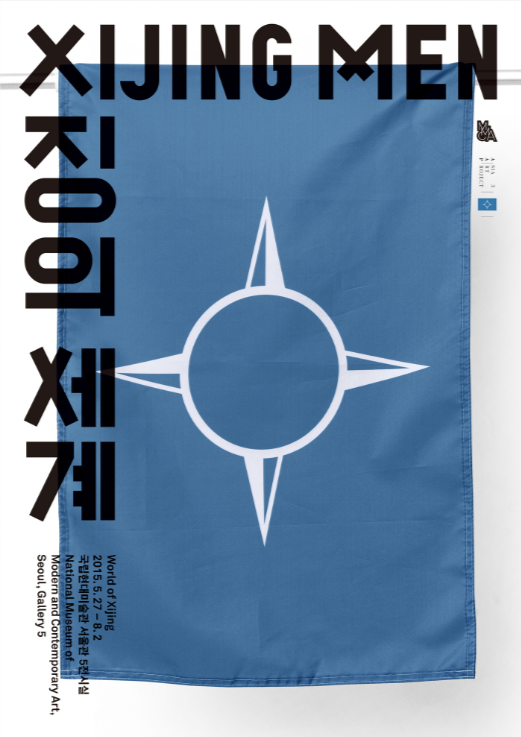 XIJING MEN
시징의 세계
MMCA
World of Xijing
2015. 5. 27 – 8. 2
국립현대미술관 서울관 5전시실
National Museum of
Modern and Contemporary Art,
Seoul, Gallery 5